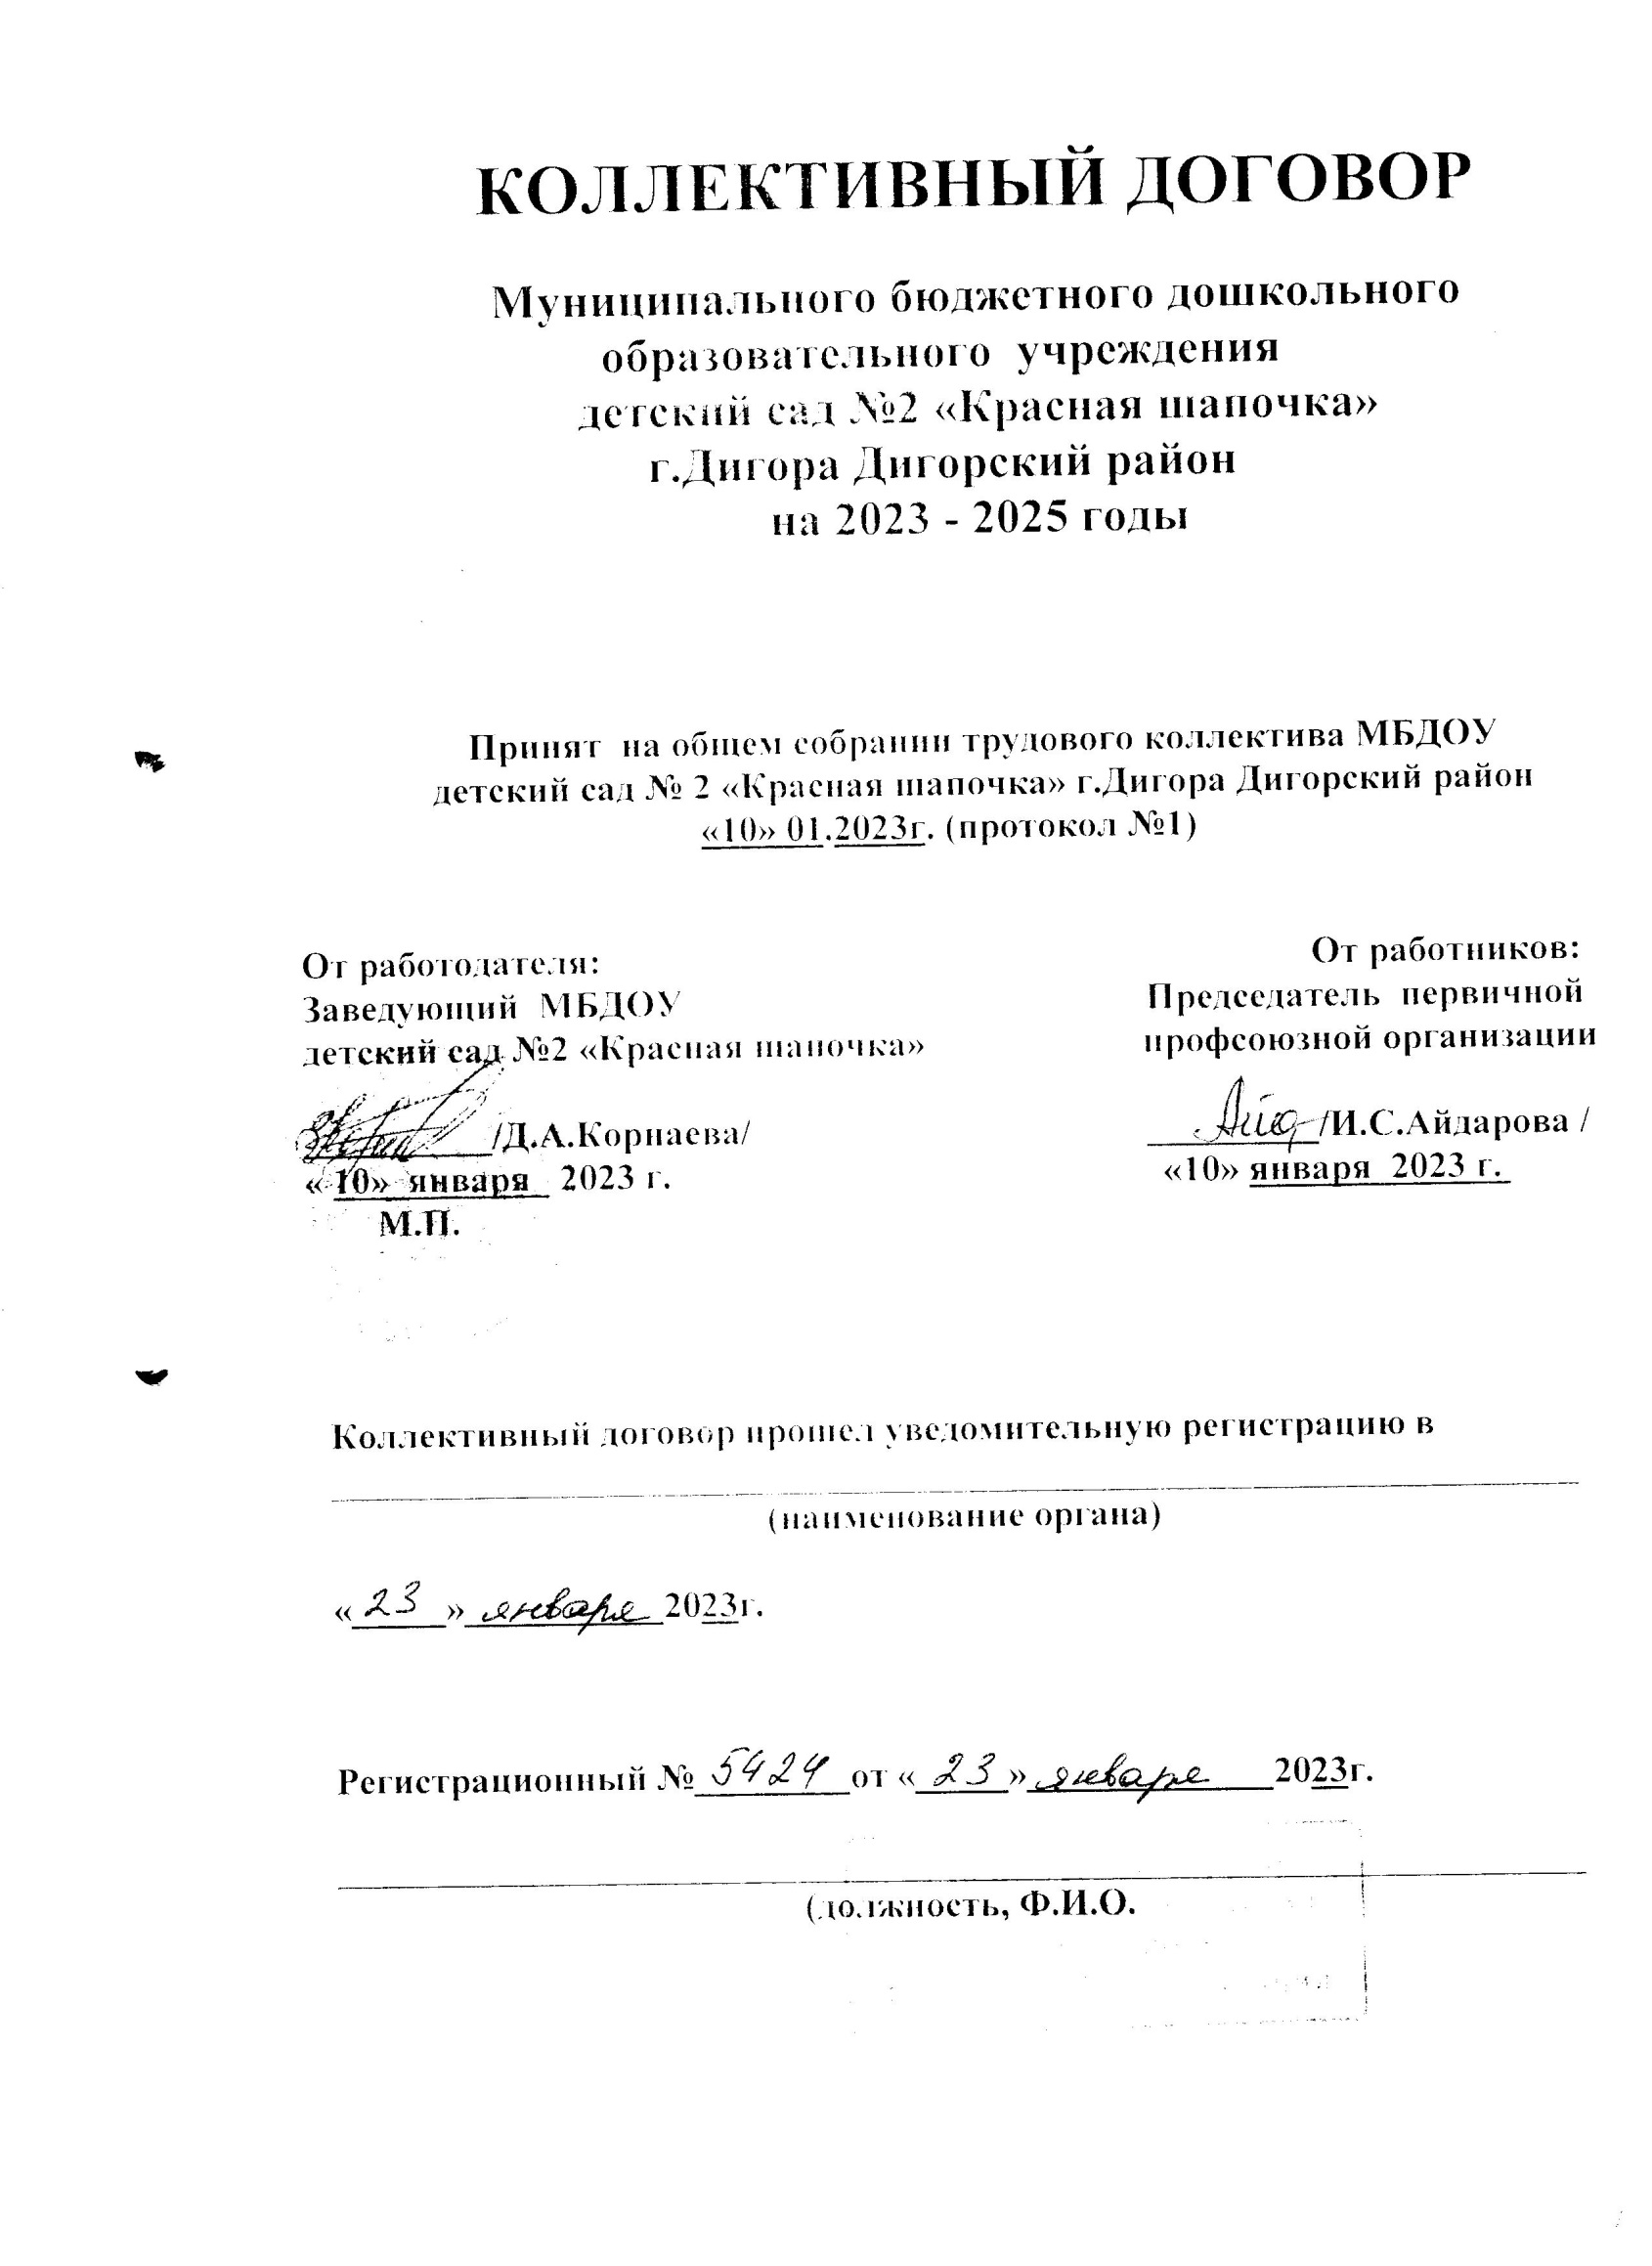 КОЛЛЕКТИВНЫЙ ДОГОВОР
Муниципального бюджетного дошкольного
образовательного учреждения
детский сад №2 «Красная шапочка»
г.Дигора Дигорский район
на 2023 - 2025 годы
Принят на общем собрании трудового коллектива МБДОУ
детский сад № 2 «Красная шапочка» г.Дигора Дигорский район
«10» 01.2023г. (протокол №1)
От работодателя:
Заведующий МБДОУ
детский сад №2 «Красная шапочка»
/Д.А.Корнаева/
«10» января 2023 г.
М.П.
От работников:
Председатель первичной
профсоюзной организации
/И.С.Айдарова /
«10» января 2023 г.
Коллективный договор прошел уведомительную регистрацию в
(наименование органа)
«23» января 2023г.
Регистрационный № 5424 от «23» января 2023г.
(должность, Ф.И.О.